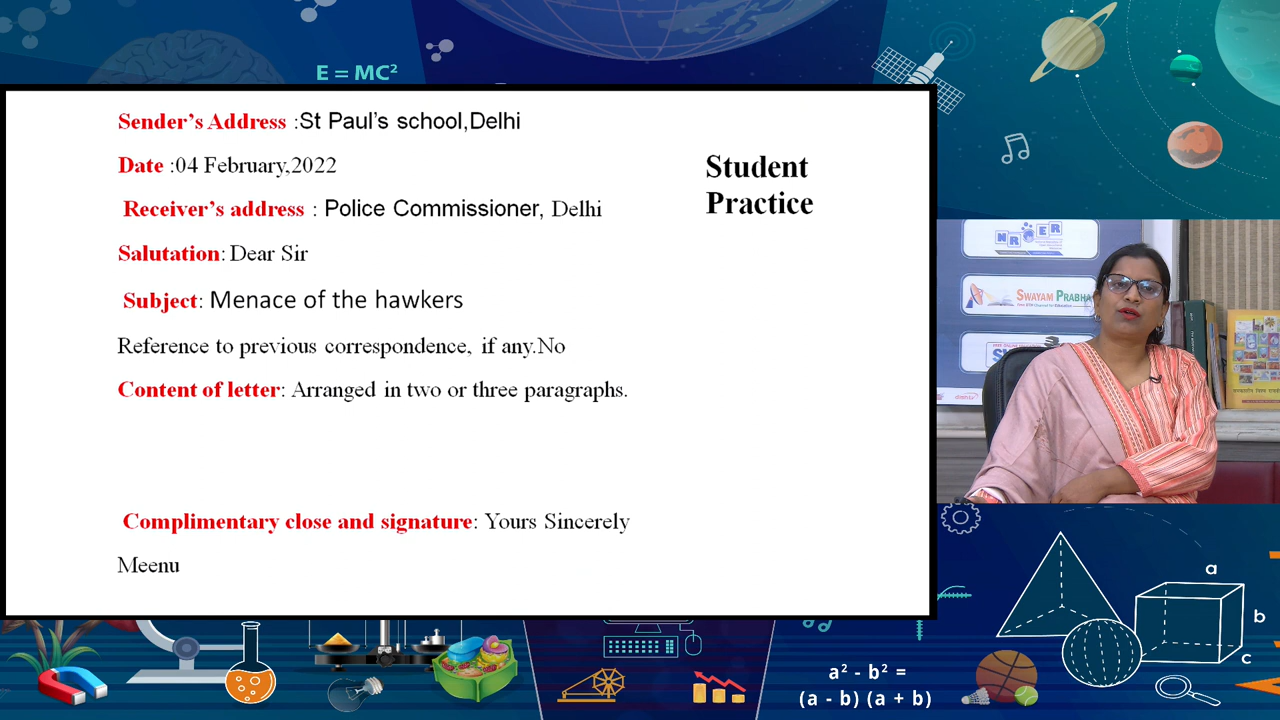 E = MC²
Sender's Address :St Paul's school,Delhi
Date :04 February,2022
Receiver's address : Police Commissioner, Delhi
Salutation: Dear Sir
Subject: Menace of the hawkers
Reference to previous correspondence, if any.No
Content of letter: Arranged in two or three paragraphs.
Complimentary close and signature: Yours Sincerely
Meenu
Student
Practice
NR ER
SWAYAM PRABHA
a
b
c
a² - b² =
(a - b) (a + b)